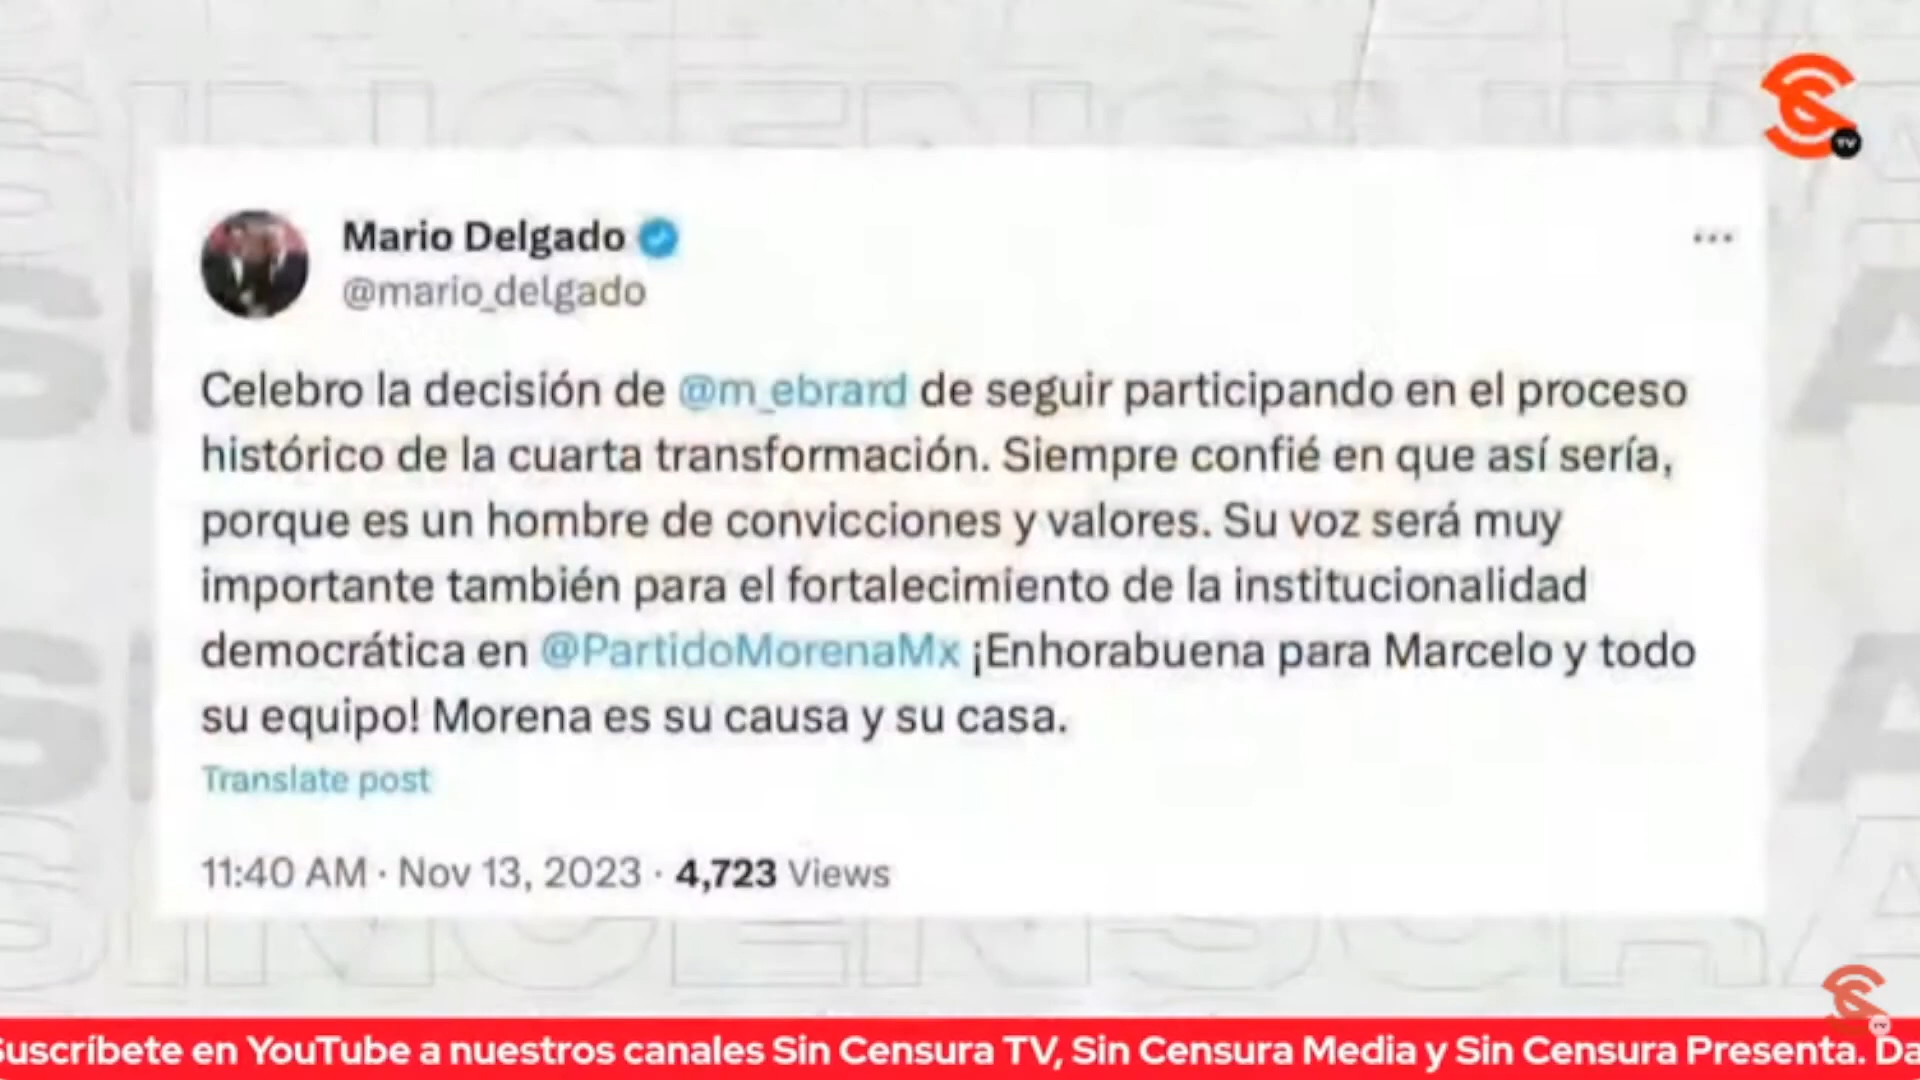 Mario Delgado
@mario_delgado
Celebro la decisión de @m_ebrard de seguir participando en el proceso
histórico de la cuarta transformación. Siempre confié en que así sería,
porque es un hombre de convicciones y valores. Su voz será muy
importante también para el fortalecimiento de la institucionalidad
democrática en @PartidoMorenaMx ¡Enhorabuena para Marcelo y todo
su equipo! Morena es su causa y su casa.
Translate post
11:40 AM · Nov 13, 2023 · 4,723 Views
TV
Suscríbete en YouTube a nuestros canales Sin Censura TV, Sin Censura Media y Sin Censura Presenta. Da